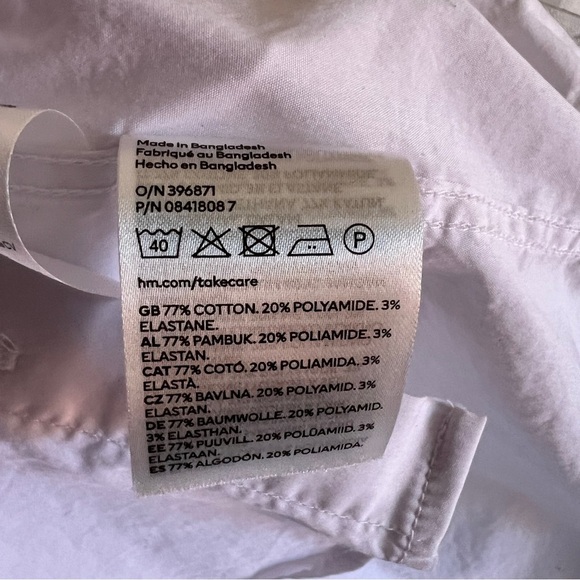 Made in Bangladesh
Fabriqué au Bangladesh
Hecho en Bangladesh
O/N 396871
P/N 0841808 7
40 P
hm.com/takecare
GB 77% COTTON. 20% POLYAMIDE. 3%
ELASTANE.
AL 77% PAMBUK. 20% POLIAMIDE. 3%
ELASTAN.
CAT 77% COTÓ. 20% POLIAMIDA. 3%
ELASTÀ.
CZ 77% BAVLNA. 20% POLYAMID. 3%
ELASTAN.
DE 77% BAUMWOLLE. 20% POLYAMID.
3% ELASTHAN.
EE 77% PUUVILL. 20% POLÜAMIID. 3%
ELASTAAN.
ES 77% ALGODÓN. 20% POLIAMIDA. 3%